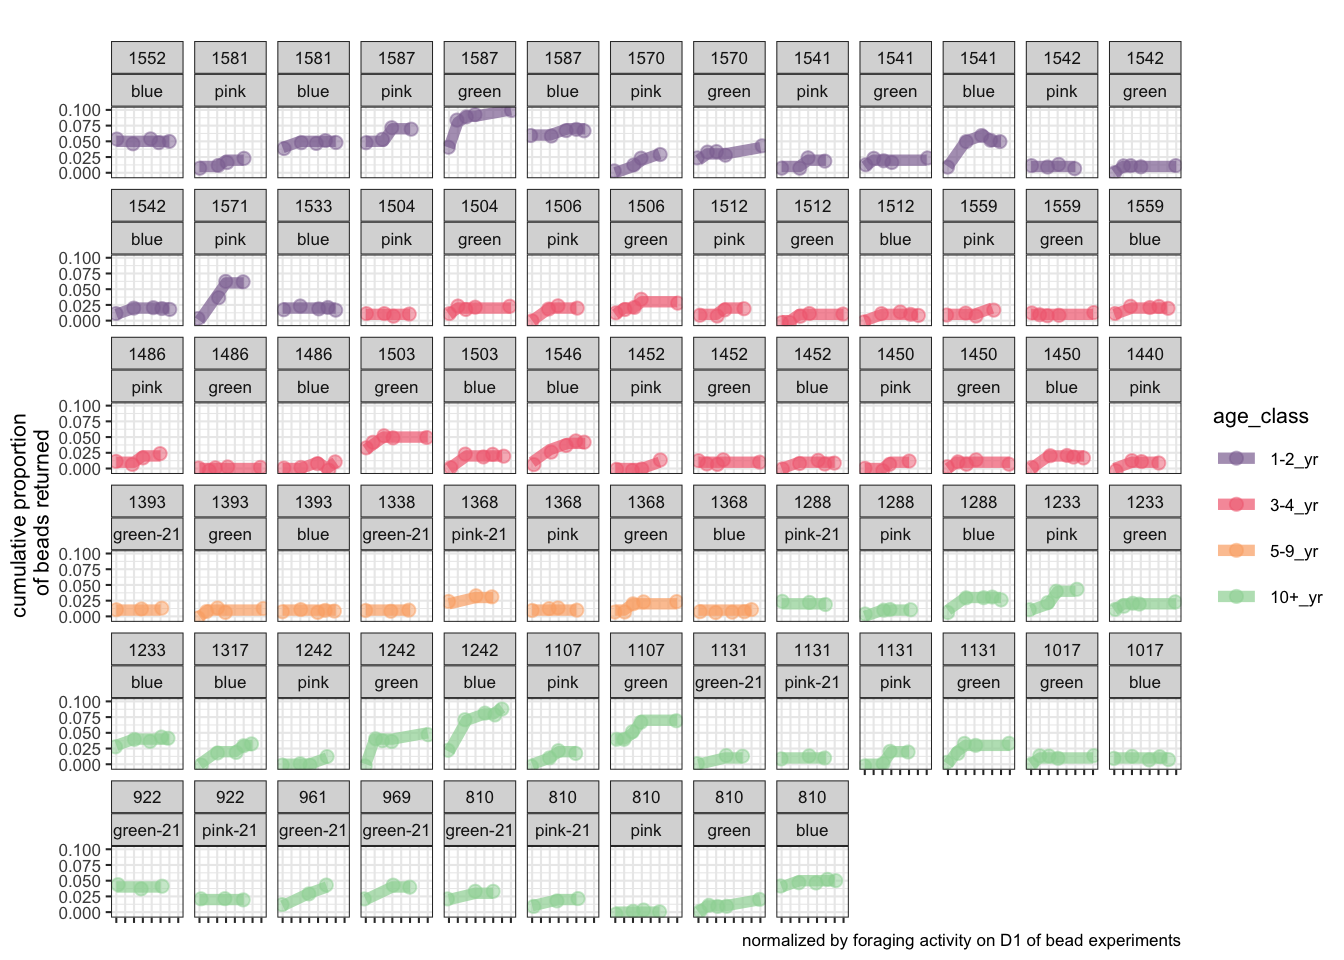 1552 1581 1581 1587 1587 1587 1570 1570 1541 1541 1541 1542 1542
blue pink blue pink green blue pink green pink green blue pink green
0.100
0.075
0.050
0.025
0.000
1542 1571 1533 1504 1504 1506 1506 1512 1512 1512 1559 1559 1559
blue pink blue pink green pink green pink green blue pink green blue
0.100
0.075
0.050
0.025
0.000
1486 1486 1486 1503 1503 1546 1452 1452 1452 1450 1450 1450 1440
pink green blue green blue blue pink green blue pink green blue pink
0.100
0.075
0.050
0.025
0.000
1393 1393 1393 1338 1368 1368 1368 1368 1288 1288 1288 1233 1233
green-21 green blue green-21 pink-21 pink green blue pink-21 pink blue pink green
0.100
0.075
0.050
0.025
0.000
1233 1317 1242 1242 1242 1107 1107 1131 1131 1131 1131 1017 1017
blue blue pink green blue pink green green-21 pink-21 pink green green blue
0.100
0.075
0.050
0.025
0.000
922 922 961 969 810 810 810 810 810
green-21 pink-21 green-21 green-21 green-21 pink-21 pink green blue
0.100
0.075
0.050
0.025
0.000
cumulative proportion
of beads returned
normalized by foraging activity on D1 of bead experiments
age_class
1-2_yr
3-4_yr
5-9_yr
10+_yr